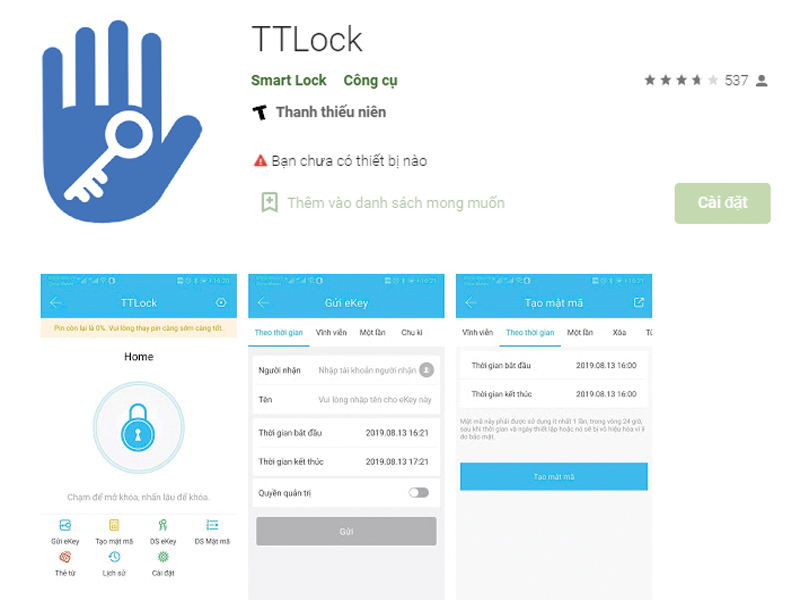 TTLock
Smart Lock Công cụ
537
Thanh thiếu niên
Bạn chưa có thiết bị nào
Thêm vào danh sách mong muốn
Cài đặt
TTLock
Pin còn lại là 0%. Vui lòng thay pin càng sớm càng tốt.
Home
Chạm để mở khóa, nhấn lâu để khóa.
Gửi eKey Tạo mật mã DS eKey DS Mật mã
Thẻ từ Lịch sử Cài đặt
16:21
Gửi eKey
Theo thời gian Vĩnh viễn Một lần Chu kì
Người nhận Nhập tài khoản người nhận
Tên Vui lòng nhập tên cho eKey này
Thời gian bắt đầu 2019.08.13 16:21
Thời gian kết thúc 2019.08.13 17:21
Quyền quản trị
Gửi
Tạo mật mã
Vĩnh viễn Theo thời gian Một lần Xóa
Thời gian bắt đầu 2019.08.13 16:00
Thời gian kết thúc 2019.08.13 16:00
Mật mã này phải được sử dụng ít nhất 1 lần, trong vòng 24 giờ,
sau khi thời gian và ngày thiết lập hoặc nó sẽ bị vô hiệu hóa vì lí
do bảo mật.
Tạo mật mã